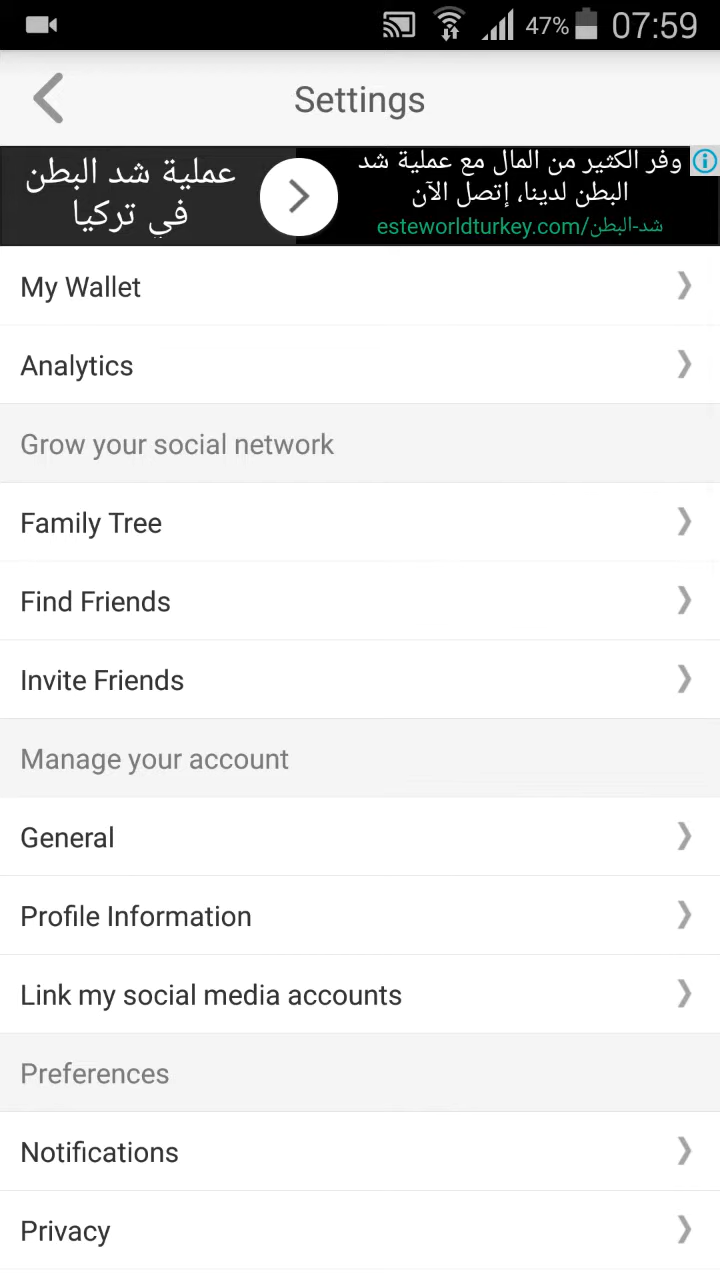 47% 07:59
Settings
عملية شد البطن
في تركيا
وفر الكثير من المال مع عملية شد
البطن لدينا، إتصل الآن
esteworldturkey.com/شد-البطن
My Wallet
Analytics
Grow your social network
Family Tree
Find Friends
Invite Friends
Manage your account
General
Profile Information
Link my social media accounts
Preferences
Notifications
Privacy